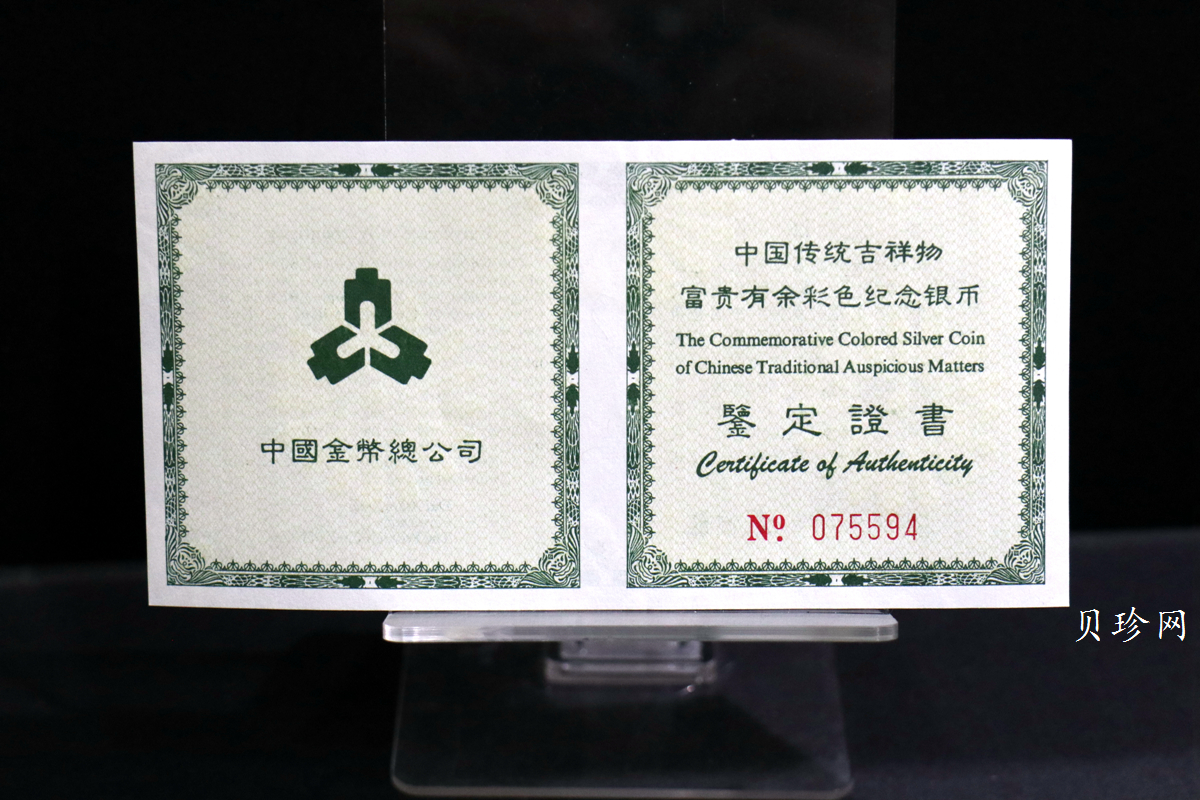 中國金幣總公司
中国传统吉祥物
富贵有余彩色纪念银币
The Commemorative Colored Silver Coin
of Chinese Traditional Auspicious Matters
鑒定證書
Certificate of Authenticity
Nº 075594
贝珍网